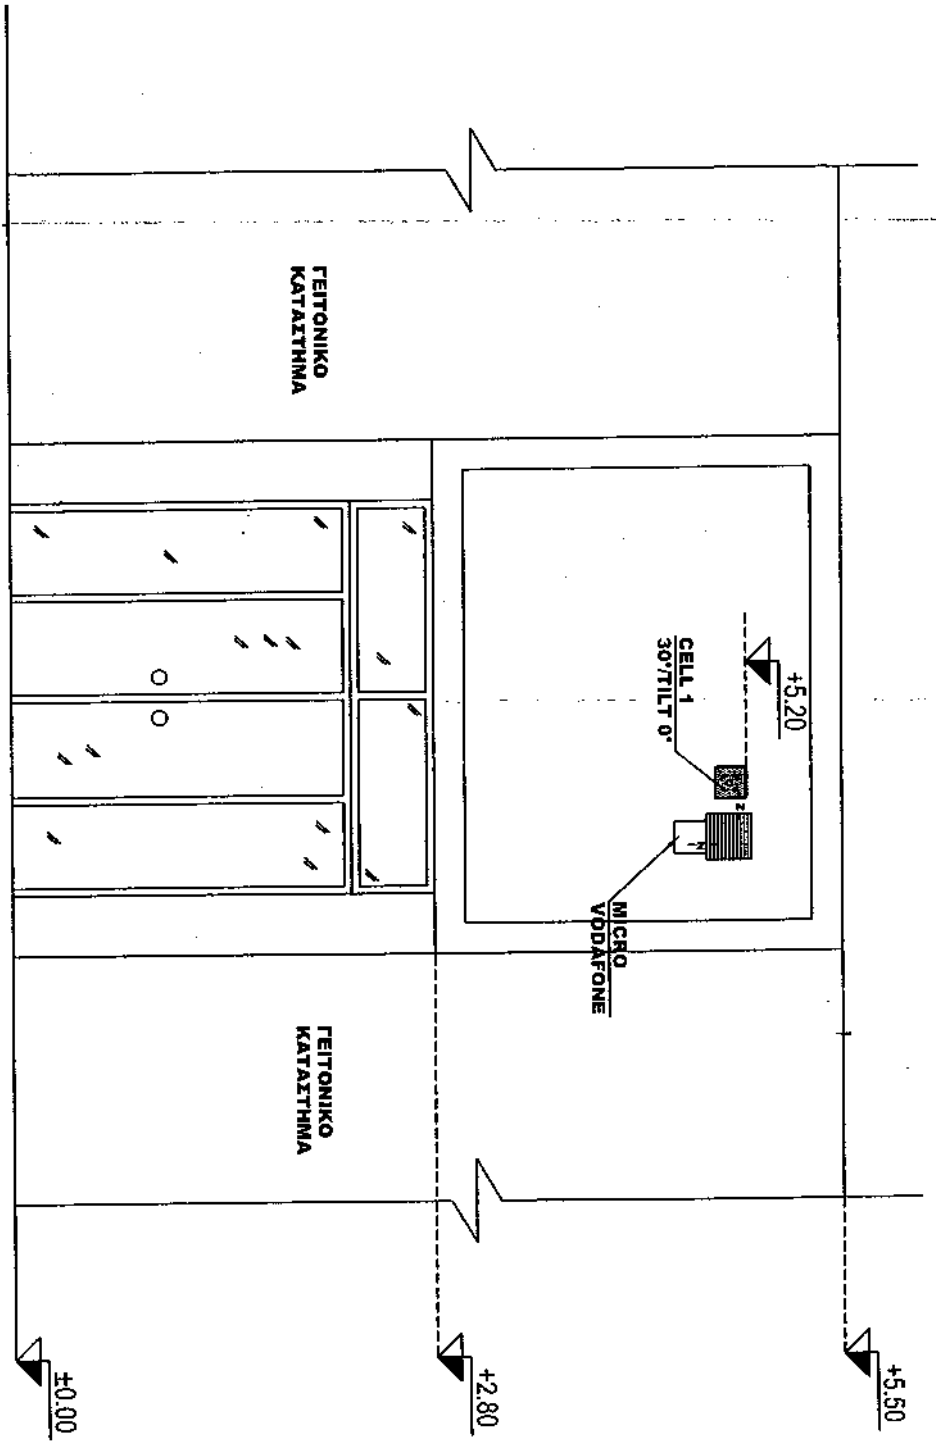 +5.50
+5.20
CELL 1
30°/TILT 0°
MICRO
VODAFONE
ΓΕΙΤΟΝΙΚΟ
ΚΑΤΑΣΤΗΜΑ
ΓΕΙΤΟΝΙΚΟ
ΚΑΤΑΣΤΗΜΑ
+2.80
±0.00